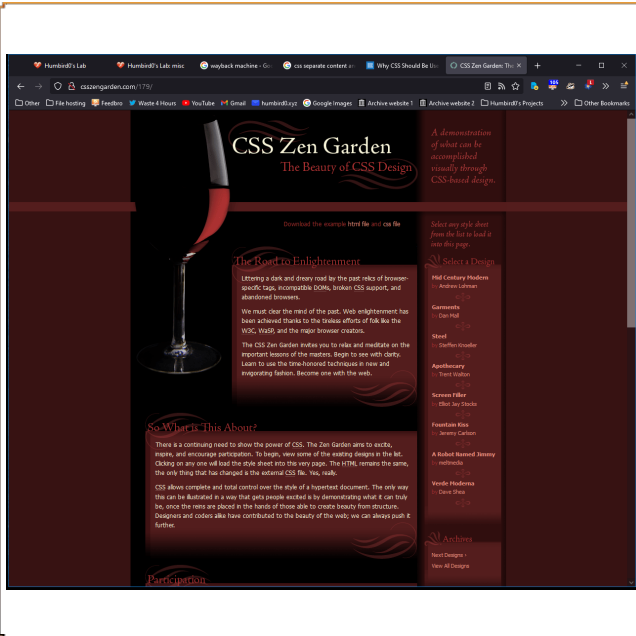 Humbird0's Lab
Humbird0's Lab: misc
wayback machine - Go
css separate content a
Why CSS Should Be Us
CSS Zen Garden: The
csszengarden.com/179/
105
Other
File hosting
Feedbro
Waste 4 Hours
YouTube
Gmail
humbird0.xyz
Google Images
Archive website 1
Archive website 2
Humbird0's Projects
Other Bookmarks
CSS Zen Garden
The Beauty of CSS Design
A demonstration
of what can be
accomplished
visually through
CSS-based design.
Download the example html file and css file
Select any style sheet
from the list to load it
into this page.
The Road to Enlightenment
Littering a dark and dreary road lay the past relics of browser-
specific tags, incompatible DOMs, broken CSS support, and
abandoned browsers.
We must clear the mind of the past. Web enlightenment has
been achieved thanks to the tireless efforts of folk like the
W3C, WaSP, and the major browser creators.
The CSS Zen Garden invites you to relax and meditate on the
important lessons of the masters. Begin to see with clarity.
Learn to use the time-honored techniques in new and
invigorating fashion. Become one with the web.
So What is This About?
There is a continuing need to show the power of CSS. The Zen Garden aims to excite,
inspire, and encourage participation. To begin, view some of the existing designs in the list.
Clicking on any one will load the style sheet into this very page. The HTML remains the same,
the only thing that has changed is the external CSS file. Yes, really.
CSS allows complete and total control over the style of a hypertext document. The only way
this can be illustrated in a way that gets people excited is by demonstrating what it can truly
be, once the reins are placed in the hands of those able to create beauty from structure.
Designers and coders alike have contributed to the beauty of the web; we can always push it
further.
Participation
Select a Design
Mid Century Modern
by Andrew Lohman
Garments
by Dan Mall
Steel
by Steffen Knoeller
Apothecary
by Trent Walton
Screen Filler
by Elliot Jay Stocks
Fountain Kiss
by Jeremy Carlson
A Robot Named Jimmy
by meltmedia
Verde Moderna
by Dave Shea
Archives
Next Designs ›
View All Designs